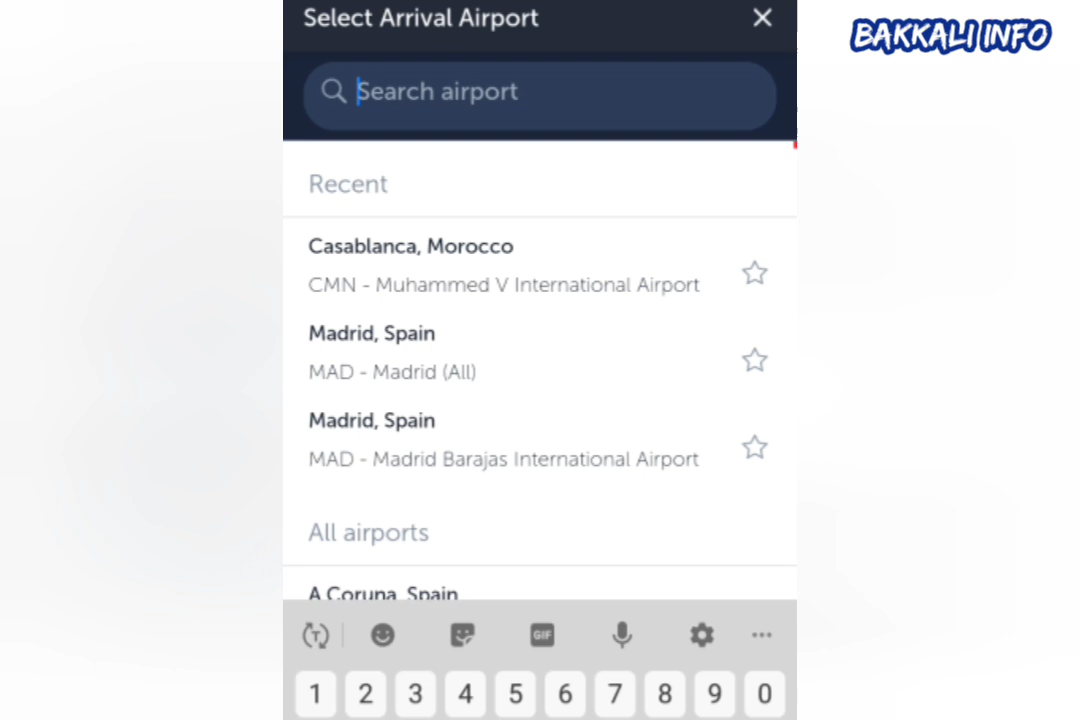 Select Arrival Airport
BAKKALI INFO
Search airport
Recent
Casablanca, Morocco
CMN - Muhammed V International Airport
Madrid, Spain
MAD - Madrid (All)
Madrid, Spain
MAD - Madrid Barajas International Airport
All airports
A Coruna, Spain
T
GIF
1 2 3 4 5 6 7 8 9 0